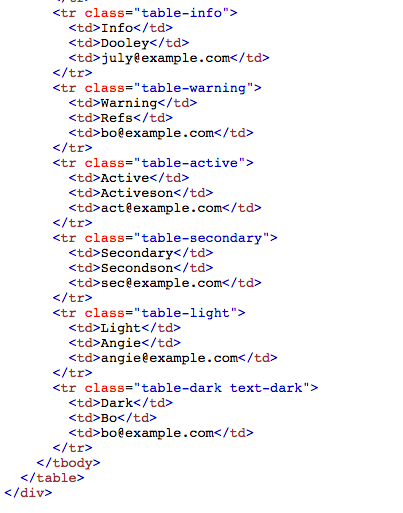 </tr>
<tr class="table-info">
<td>Info</td>
<td>Dooley</td>
<td>july@example.com</td>
</tr>
<tr class="table-warning">
<td>Warning</td>
<td>Refs</td>
<td>bo@example.com</td>
</tr>
<tr class="table-active">
<td>Active</td>
<td>Activeson</td>
<td>act@example.com</td>
</tr>
<tr class="table-secondary">
<td>Secondary</td>
<td>Secondson</td>
<td>sec@example.com</td>
</tr>
<tr class="table-light">
<td>Light</td>
<td>Angie</td>
<td>angie@example.com</td>
</tr>
<tr class="table-dark text-dark">
<td>Dark</td>
<td>Bo</td>
<td>bo@example.com</td>
</tr>
</tbody>
</table>
</div>